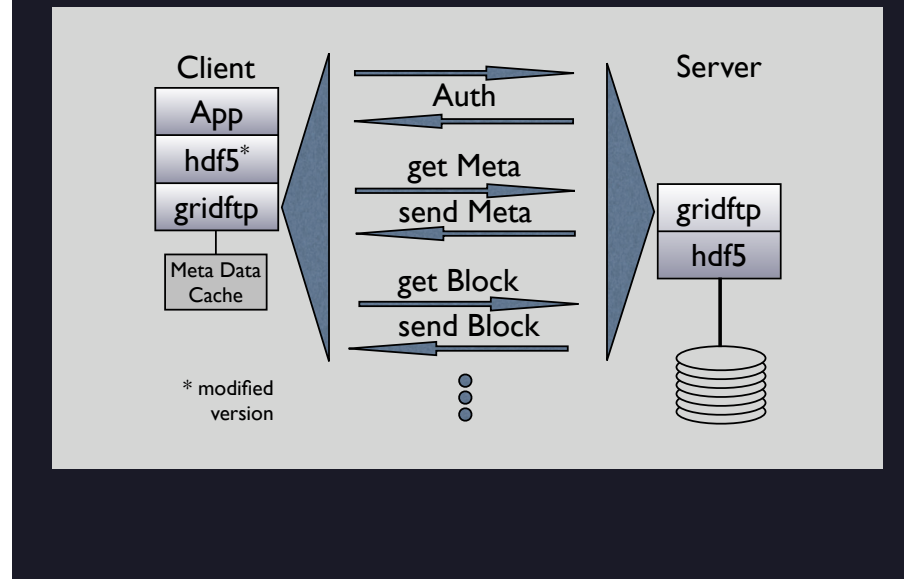 Client
Server
App
hdf5*
gridftp
Meta Data
Cache
* modified
version
Auth
get Meta
send Meta
get Block
send Block
gridftp
hdf5